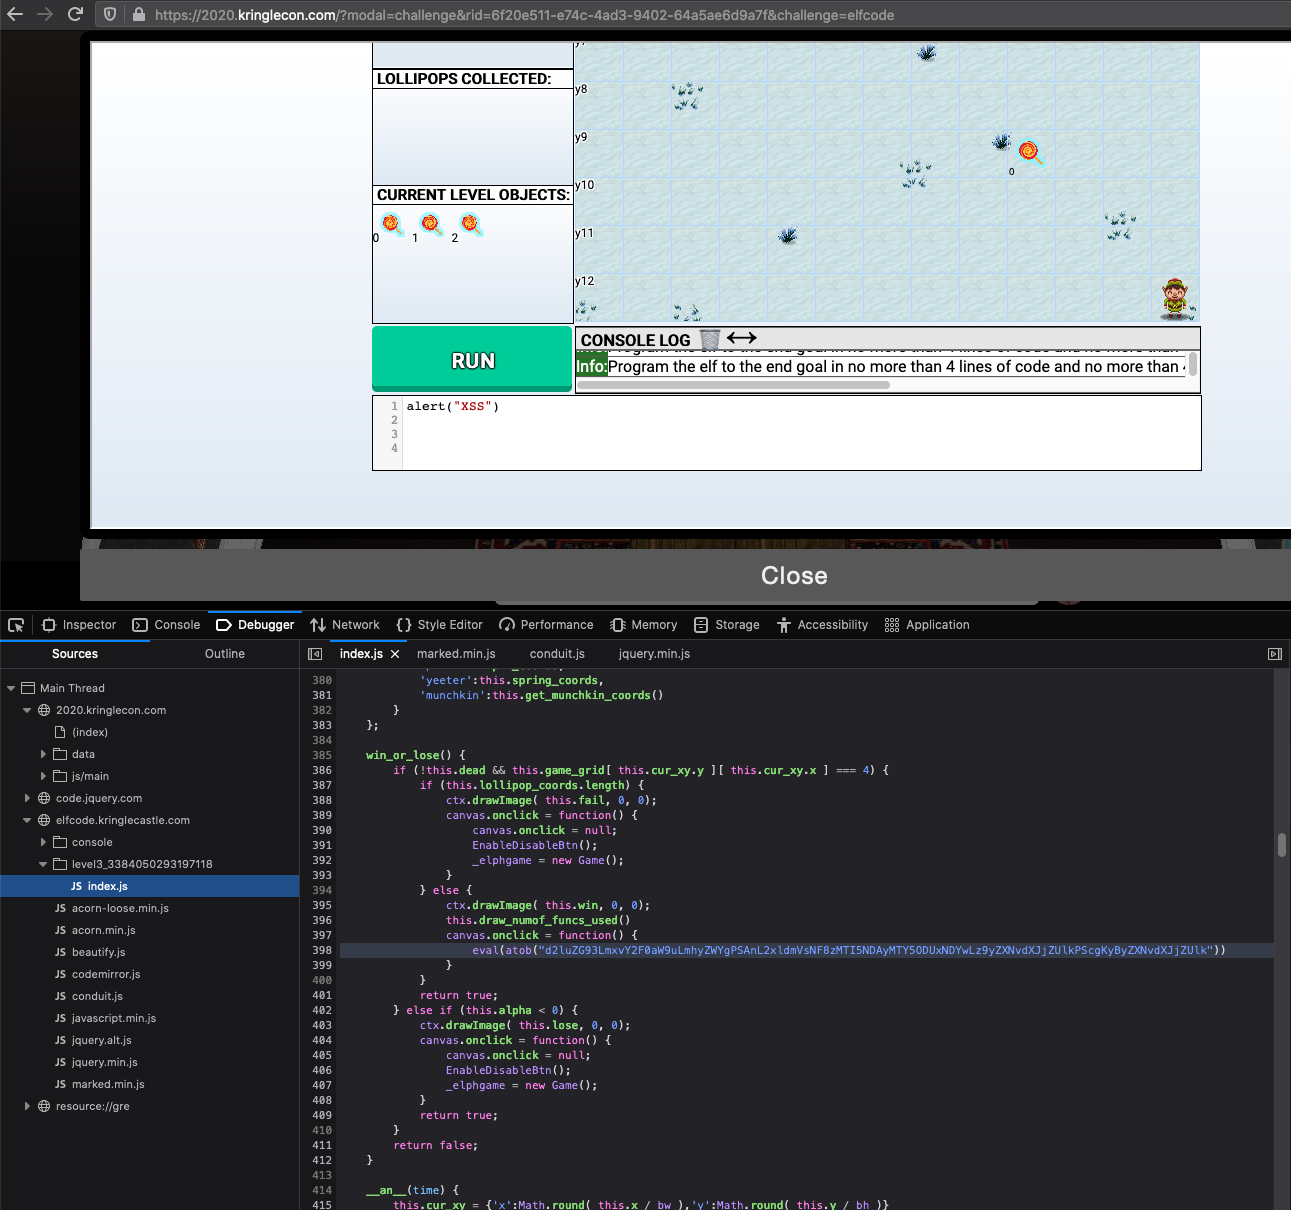 https://2020.kringlecon.com/?modal=challenge&rid=6f20e511-e74c-4ad3-9402-64a5ae6d9a7f&challenge=elfcode
LOLLIPOPS COLLECTED:
y8
y9
0
y10
CURRENT LEVEL OBJECTS:
0 1 2
y11
y12
RUN
CONSOLE LOG
Info:Program the elf to the end goal in no more than 4 lines of code and no more than
1 alert("XSS")
2
3
4
Close
Inspector Console Debugger Network Style Editor Performance Memory Storage Accessibility Application
Sources Outline
index.js marked.min.js conduit.js jquery.min.js
Main Thread
2020.kringlecon.com
(index)
data
js/main
code.jquery.com
elfcode.kringlecastle.com
console
level3_3384050293197118
JS index.js
JS acorn-loose.min.js
JS acorn.min.js
JS beautify.js
JS codemirror.js
JS conduit.js
JS javascript.min.js
JS jquery.alt.js
JS jquery.min.js
JS marked.min.js
resource://gre
380 'yeeter':this.spring_coords,
381 'munchkin':this.get_munchkin_coords()
382 }
383 };
384
385 win_or_lose() {
386 if (!this.dead && this.game_grid[ this.cur_xy.y ][ this.cur_xy.x ] === 4) {
387 if (this.lollipop_coords.length) {
388 ctx.drawImage( this.fail, 0, 0);
389 canvas.onclick = function() {
390 canvas.onclick = null;
391 EnableDisableBtn();
392 _elphgame = new Game();
393 }
394 } else {
395 ctx.drawImage( this.win, 0, 0);
396 this.draw_numof_funcs_used()
397 canvas.onclick = function() {
398 eval(atob("d2luZG93LmxvY2F0aW9uLmhyZWYgPSAnL2xldmVsNF8zMTI5NDAyMTY5ODUxNDYwLz9yZXNvdXJjZUlkPScgKyByZXNvdXJjZUlk"))
399 }
400 }
401 return true;
402 } else if (this.alpha < 0) {
403 ctx.drawImage( this.lose, 0, 0);
404 canvas.onclick = function() {
405 canvas.onclick = null;
406 EnableDisableBtn();
407 _elphgame = new Game();
408 }
409 return true;
410 }
411 return false;
412 }
413
414 __an__(time) {
415 this.cur_xy = {'x':Math.round( this.x / bw ),'y':Math.round( this.y / bh )}